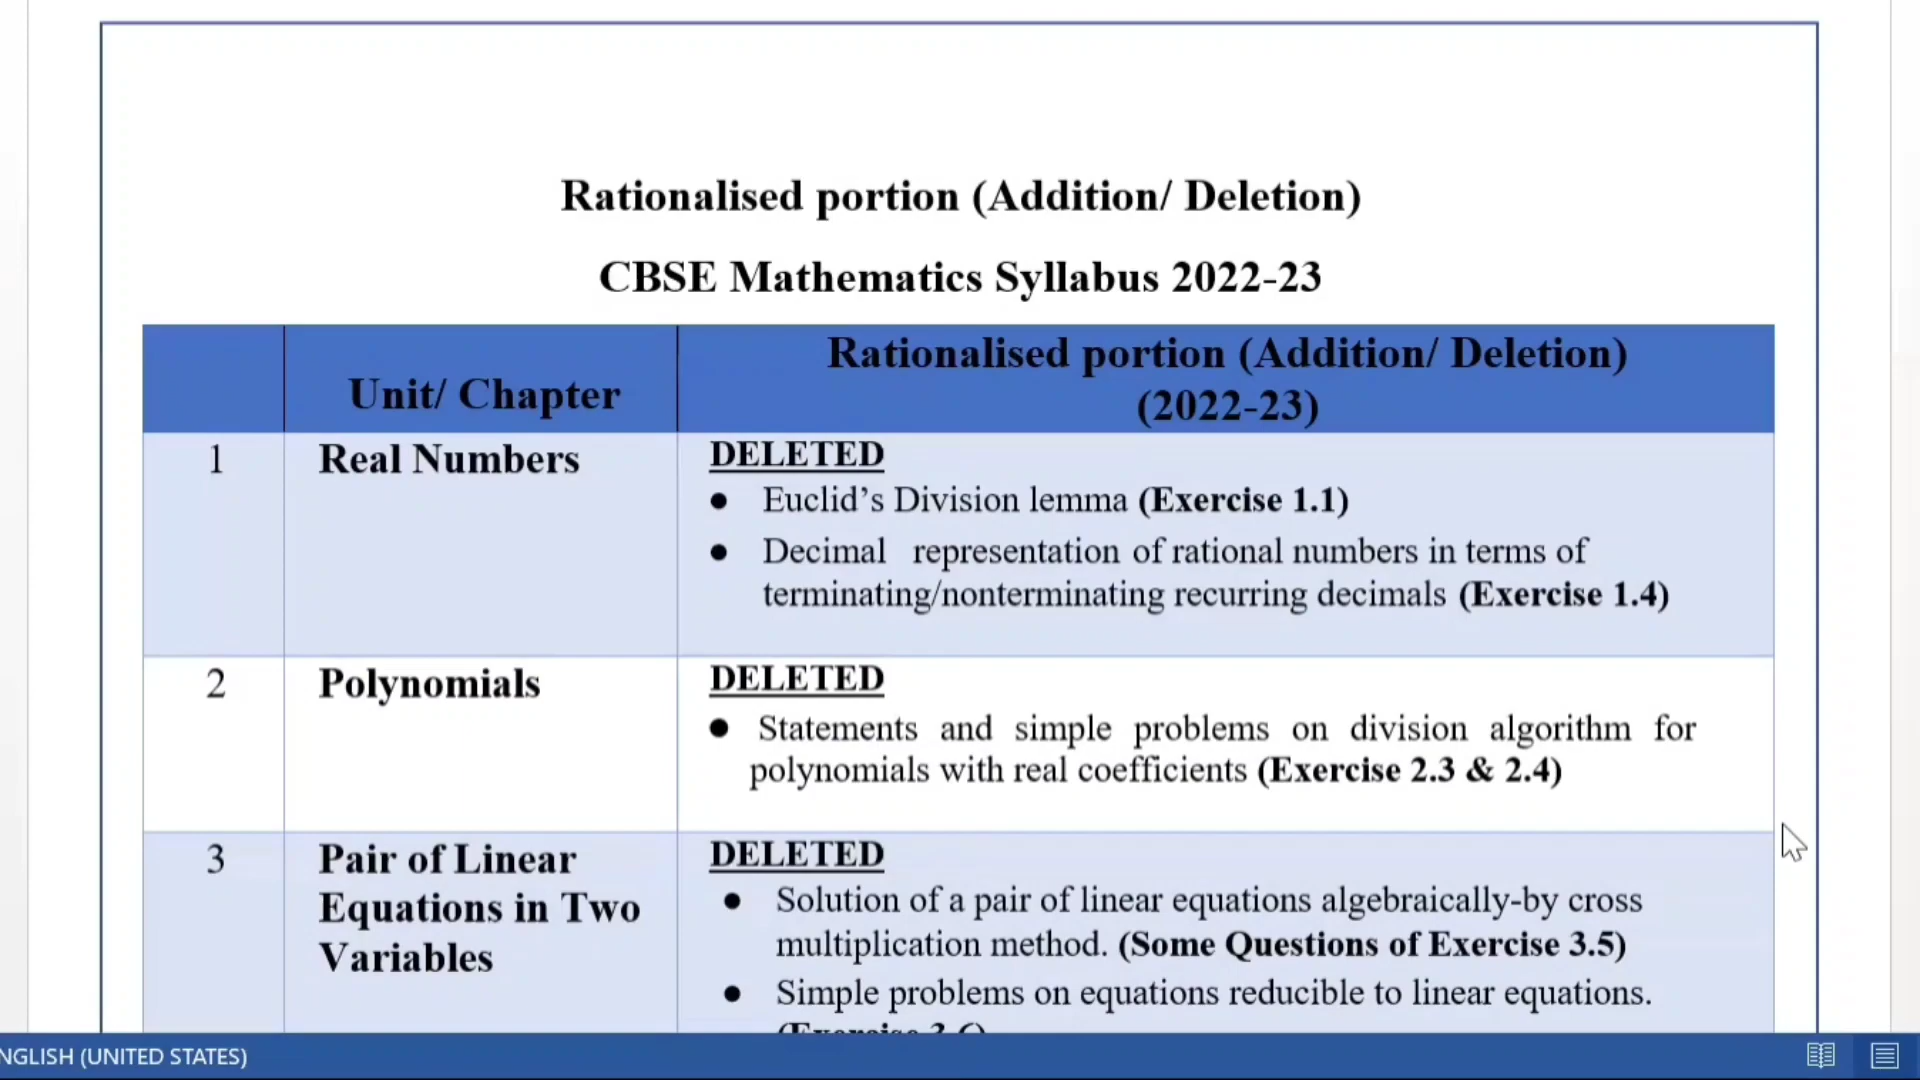 Rationalised portion (Addition/ Deletion)
CBSE Mathematics Syllabus 2022-23
Unit/ Chapter
Rationalised portion (Addition/ Deletion)
(2022-23)
1
Real Numbers
DELETED
● Euclid’s Division lemma (Exercise 1.1)
● Decimal representation of rational numbers in terms of
terminating/nonterminating recurring decimals (Exercise 1.4)
2
Polynomials
DELETED
● Statements and simple problems on division algorithm for
polynomials with real coefficients (Exercise 2.3 & 2.4)
3
Pair of Linear
Equations in Two
Variables
DELETED
● Solution of a pair of linear equations algebraically-by cross
multiplication method. (Some Questions of Exercise 3.5)
● Simple problems on equations reducible to linear equations.
(Exercise 3.6)
NGLISH (UNITED STATES)